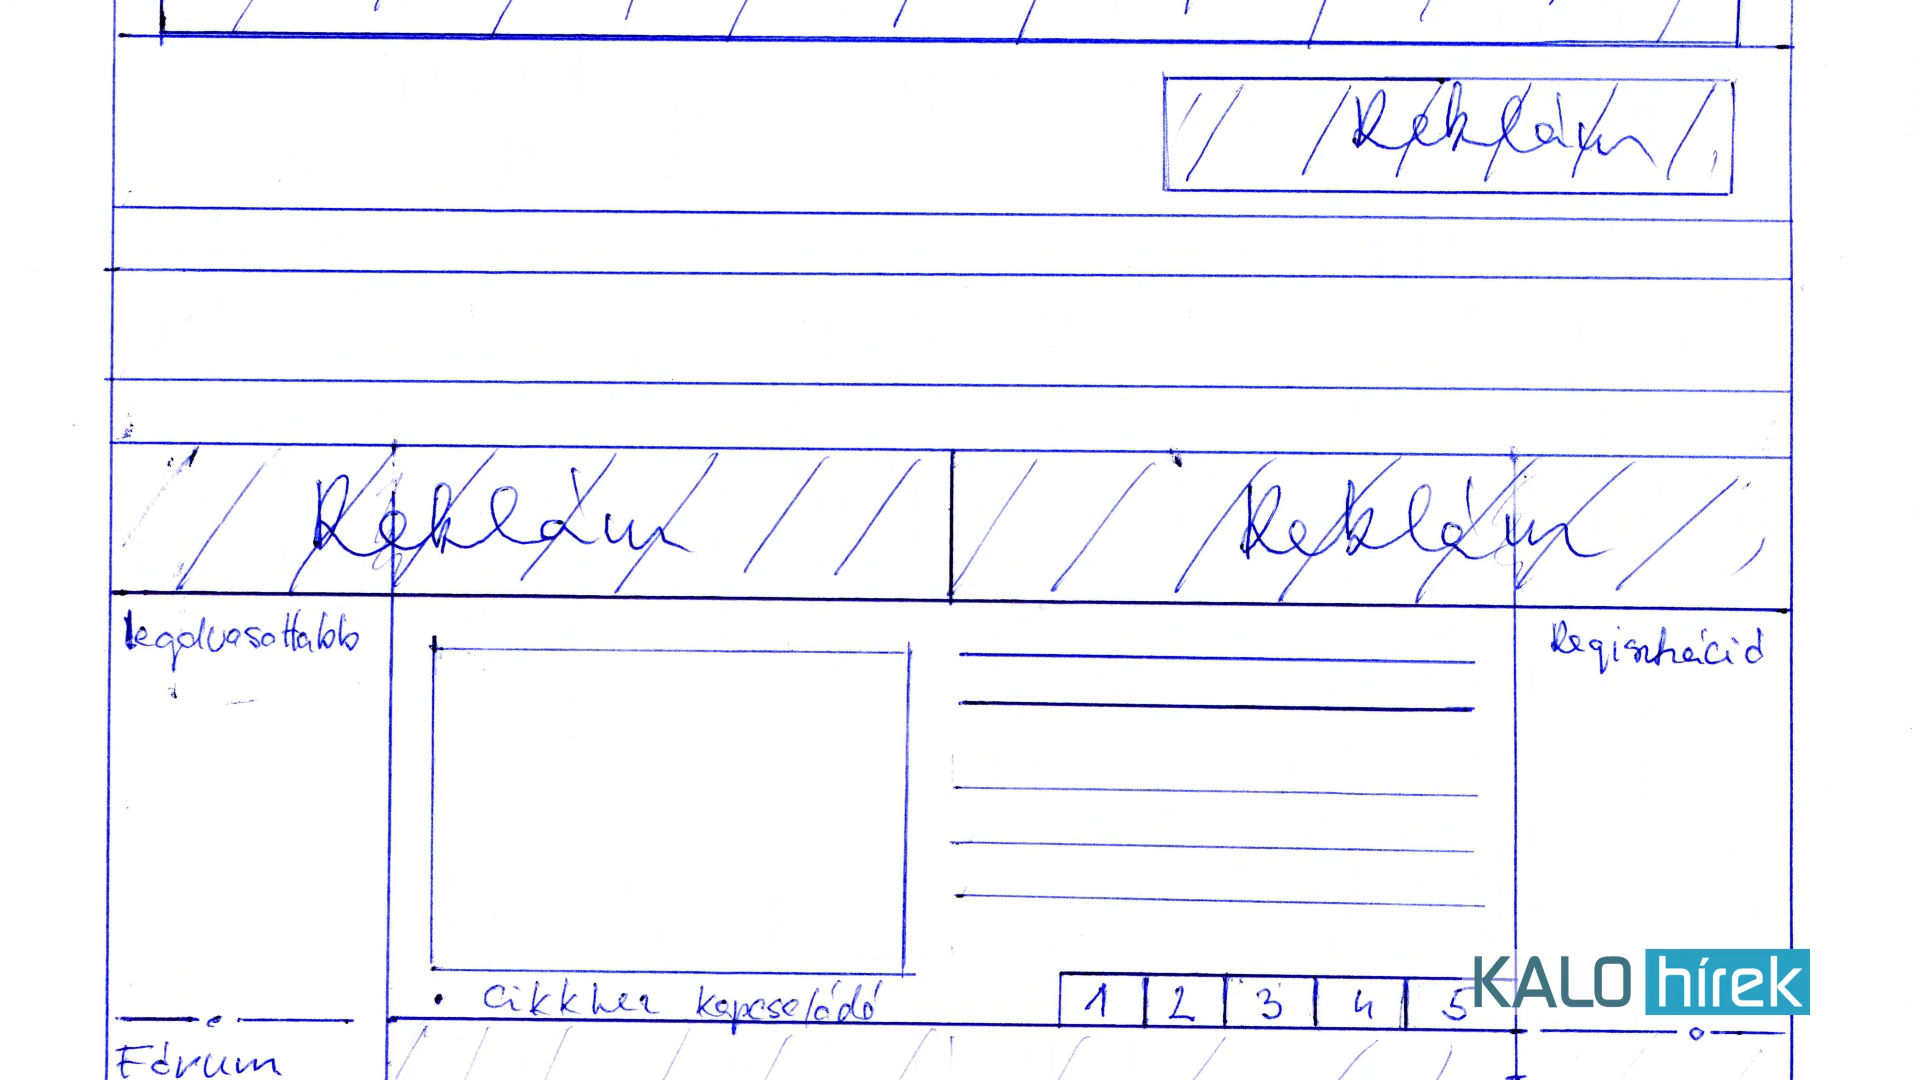 Reklám
Reklám Reklám
legolvasottabb
Regisztráció
• Cikkhez kapcsolódó
1 2 3 4 5
KALO hírek
Fórum